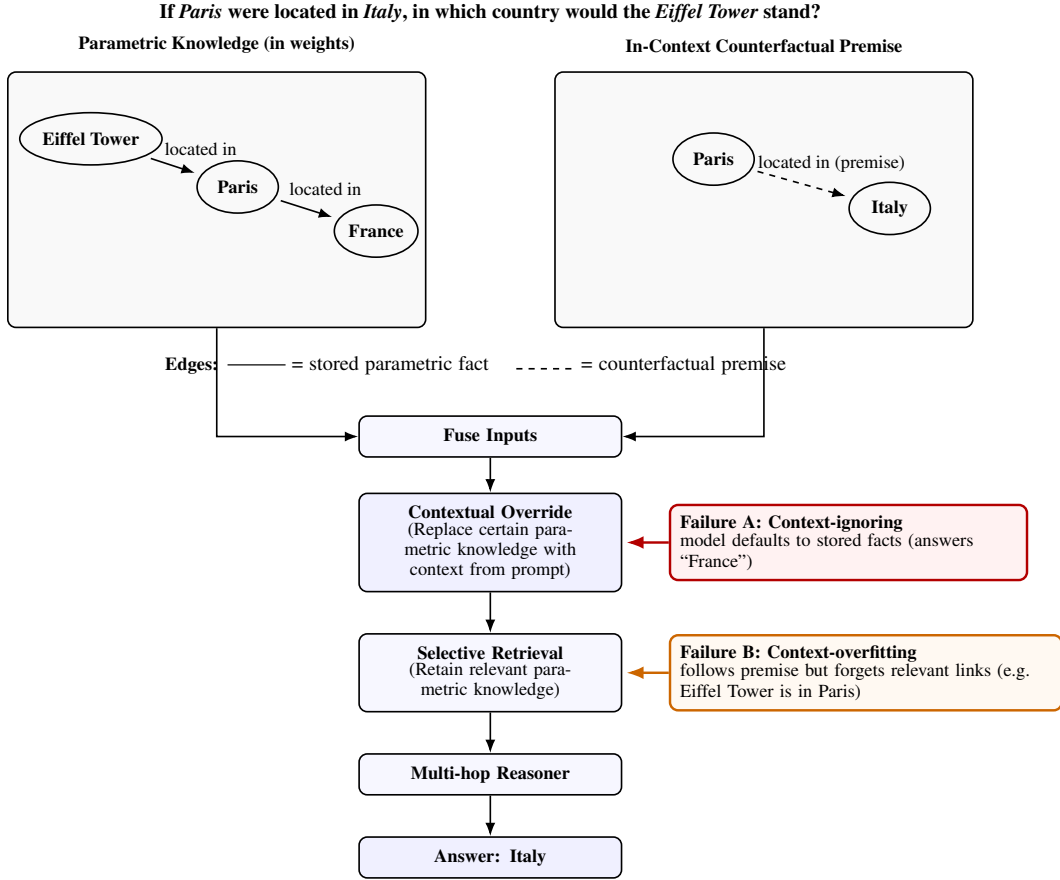 If Paris were located in Italy, in which country would the Eiffel Tower stand?
Parametric Knowledge (in weights)
In-Context Counterfactual Premise
Eiffel Tower
located in
Paris
located in
France
Paris
located in (premise)
Italy
Edges: = stored parametric fact = counterfactual premise
Fuse Inputs
Contextual Override
(Replace certain para-
metric knowledge with
context from prompt)
Failure A: Context-ignoring
model defaults to stored facts (answers
“France”)
Selective Retrieval
(Retain relevant para-
metric knowledge)
Failure B: Context-overfitting
follows premise but forgets relevant links (e.g.
Eiffel Tower is in Paris)
Multi-hop Reasoner
Answer: Italy